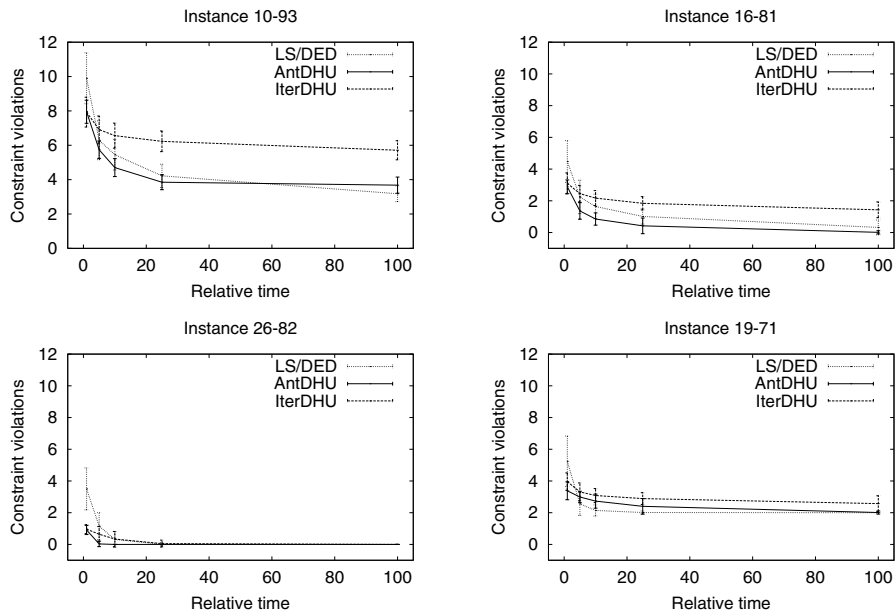 Instance 10-93
Constraint violations
12
10
8
6
4
2
0
LS/DED
AntDHU
IterDHU
0 20 40 60 80 100
Relative time
Instance 16-81
Constraint violations
12
10
8
6
4
2
0
LS/DED
AntDHU
IterDHU
0 20 40 60 80 100
Relative time
Instance 26-82
Constraint violations
12
10
8
6
4
2
0
LS/DED
AntDHU
IterDHU
0 20 40 60 80 100
Relative time
Instance 19-71
Constraint violations
12
10
8
6
4
2
0
LS/DED
AntDHU
IterDHU
0 20 40 60 80 100
Relative time